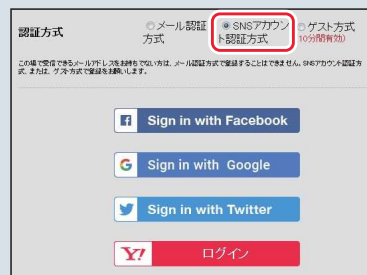 認証方式
メール認証方式
SNSアカウント認証方式
ゲスト方式
10分間有効)
この場で受信できるメールアドレスをお持ちでない方は、メール認証方式で登録することはできません。SNSアカウント認証方式、または、ゲスト方式で登録をお願いします。
Sign in with Facebook
Sign in with Google
Sign in with Twitter
Y! ログイン